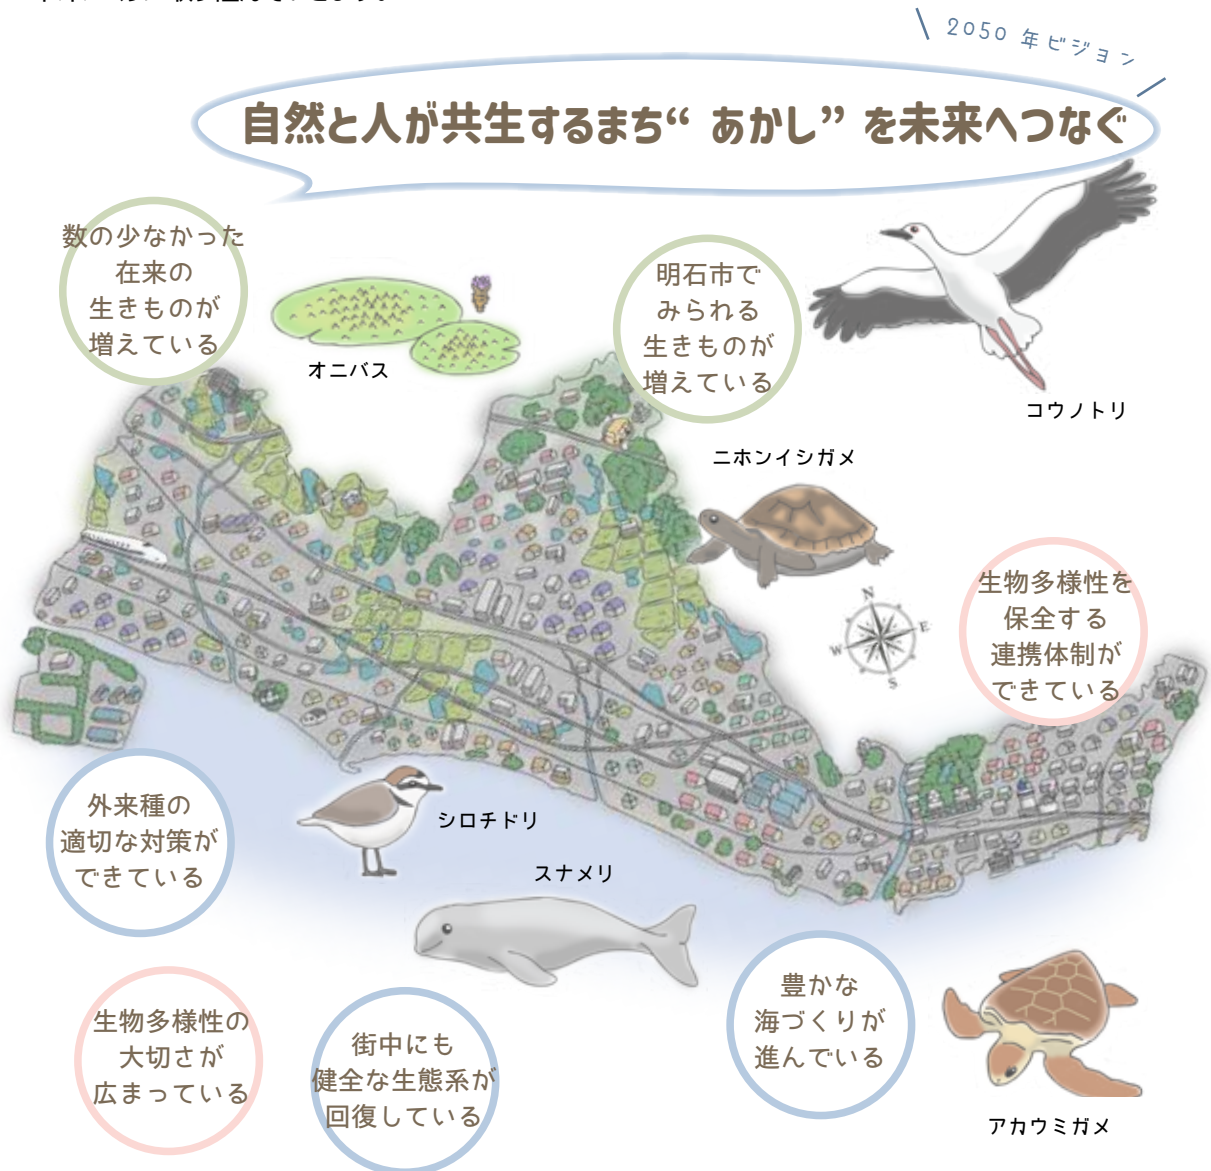 2050 年ビジョン
自然と人が共生するまち“ あかし” を未来へつなぐ
数の少なかった
在来の
生きものが
増えている
オニバス
明石市で
みられる
生きものが
増えている
コウノトリ
ニホンイシガメ
N
E
W
S
生物多様性を
保全する
連携体制が
できている
外来種の
適切な対策が
できている
シロチドリ
スナメリ
豊かな
海づくりが
進んでいる
生物多様性の
大切さが
広まっている
街中にも
健全な生態系が
回復している
アカウミガメ